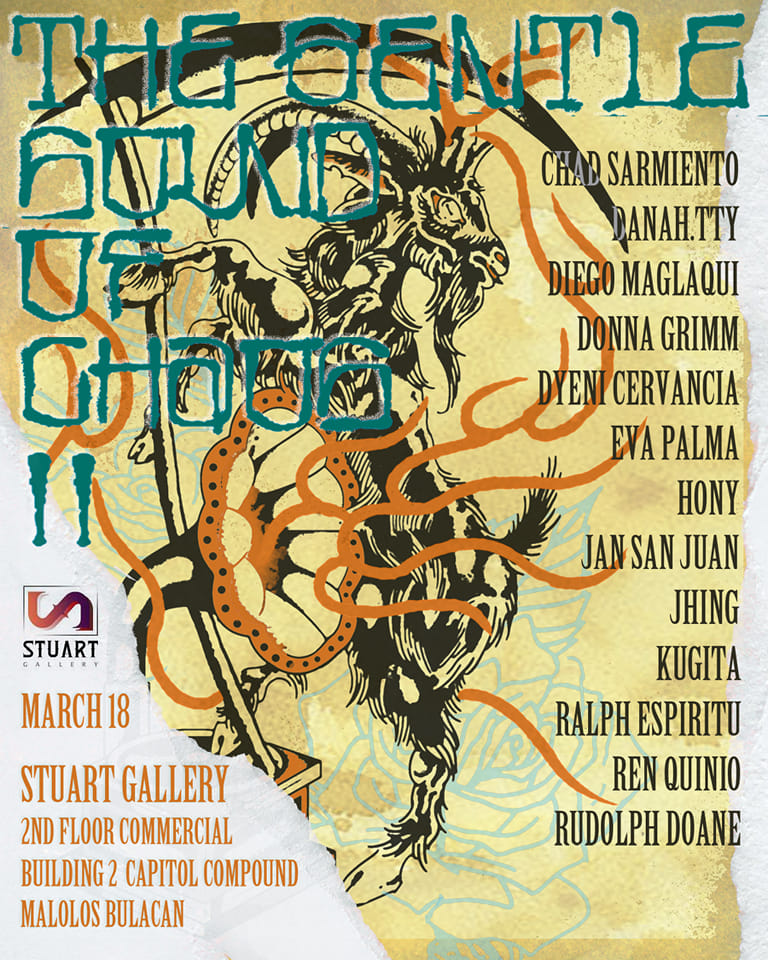 THE GENTLE
SOUND
OF
CHAOS
II
CHAD SARMIENTO
DANAH.TTY
DIEGO MAGLAQUI
DONNA GRIMM
DYENI CERVANCIA
EVA PALMA
HONY
JAN SAN JUAN
JHING
KUGITA
RALPH ESPIRITU
REN QUINIO
RUDOLPH DOANE
STUART
GALLERY
MARCH 18
STUART GALLERY
2ND FLOOR COMMERCIAL
BUILDING 2 CAPITOL COMPOUND
MALOLOS BULACAN